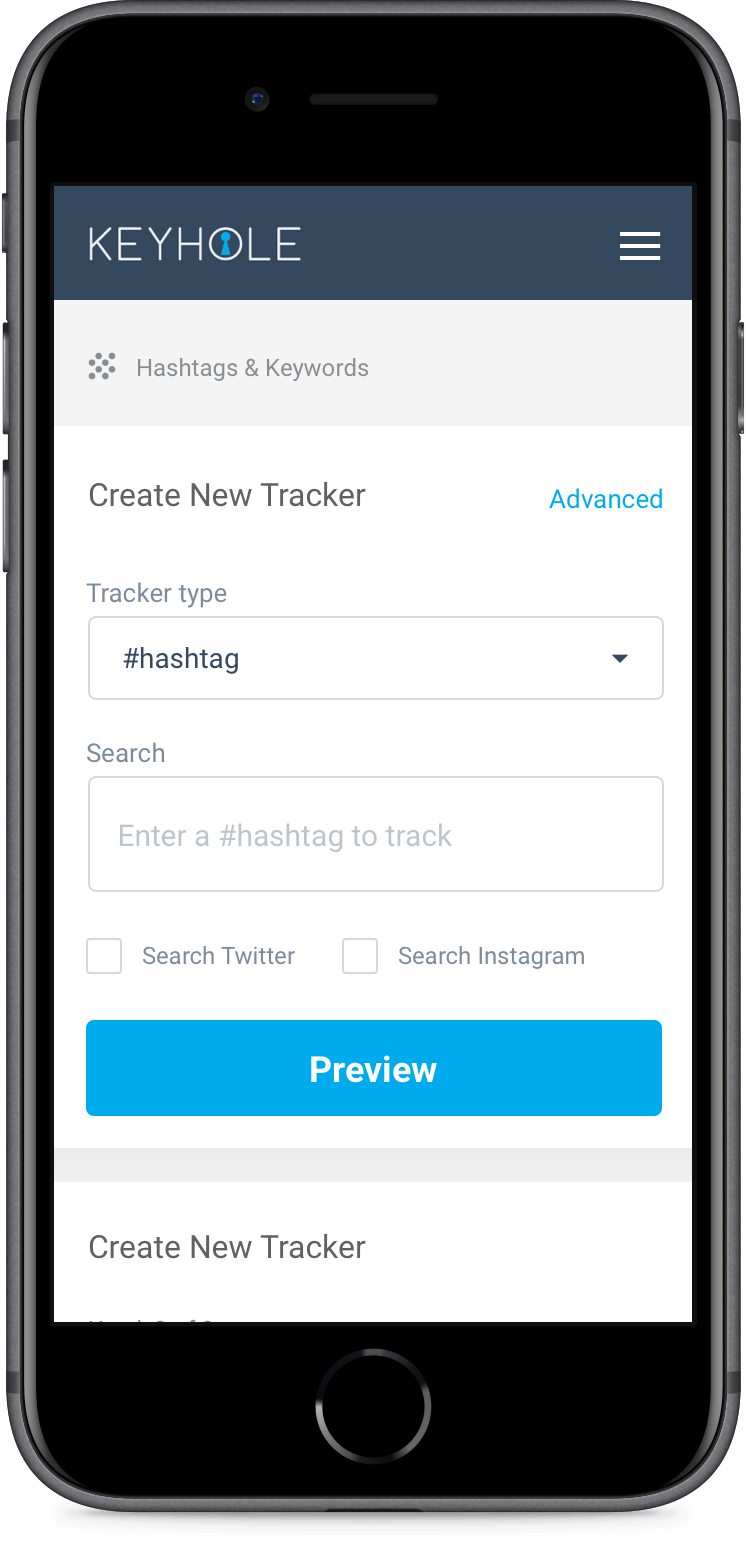 KEYHOLE
Hashtags & Keywords
Create New Tracker
Advanced
Tracker type
#hashtag
Search
Enter a #hashtag to track
Search Twitter
Search Instagram
Preview
Create New Tracker